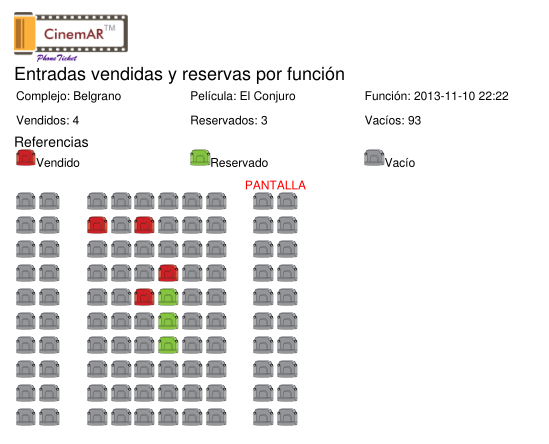 CinemAR™
PhoneTicket
Entradas vendidas y reservas por función
Complejo: Belgrano Película: El Conjuro Función: 2013-11-10 22:22
Vendidos: 4 Reservados: 3 Vacíos: 93
Referencias
Vendido Reservado Vacío
PANTALLA